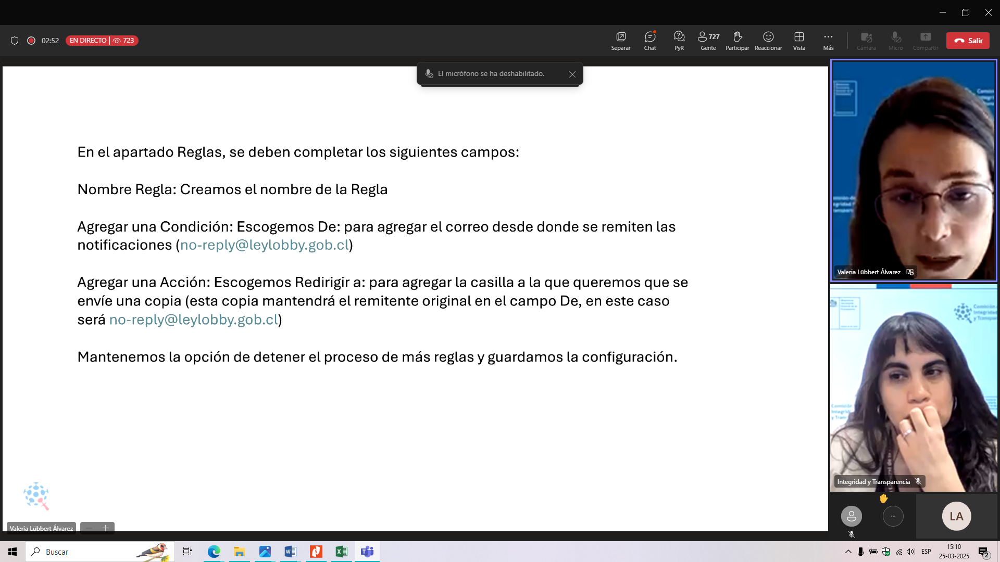 02:52
EN DIRECTO 723
Separar
Chat
PyR
727
Gente
Participar
Reaccionar
Vista
Más
Cámara
Micro
Compartir
Salir
El micrófono se ha deshabilitado.
En el apartado Reglas, se deben completar los siguientes campos:
Nombre Regla: Creamos el nombre de la Regla
Agregar una Condición: Escogemos De: para agregar el correo desde donde se remiten las
notificaciones (no-reply@leylobby.gob.cl)
Agregar una Acción: Escogemos Redirigir a: para agregar la casilla a la que queremos que se
envíe una copia (esta copia mantendrá el remitente original en el campo De, en este caso
será no-reply@leylobby.gob.cl)
Mantenemos la opción de detener el proceso de más reglas y guardamos la configuración.
Valeria Lübbert Álvarez
Integridad y Transparencia
LA
Valeria Lübbert Álvarez
Buscar
ESP
15:10
25-03-2025
2